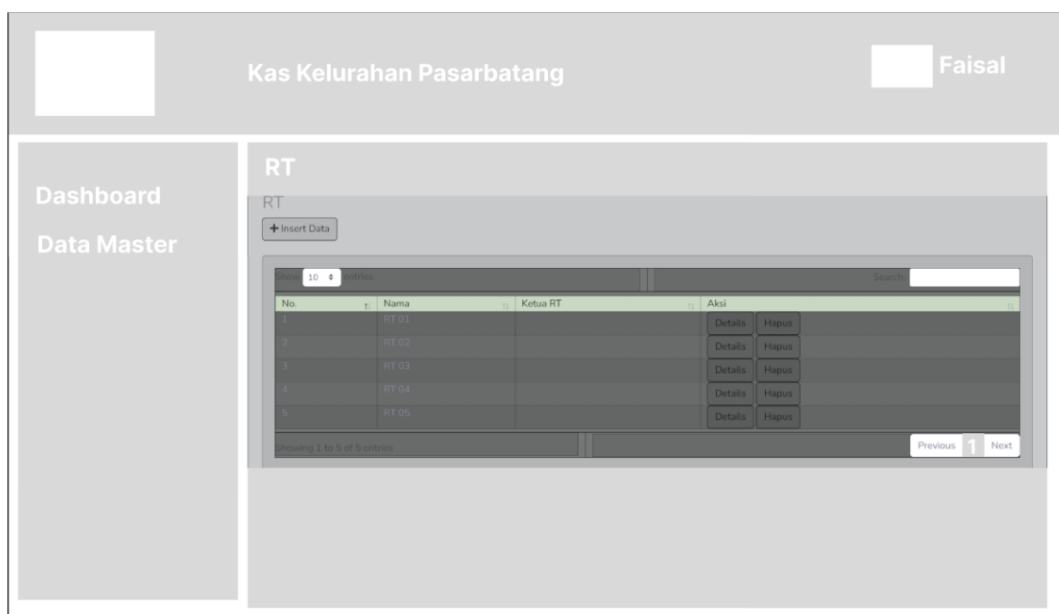 Kas Kelurahan Pasarbatang
Faisal
Dashboard
Data Master
RT
RT
+ Insert Data
Show 10 entries
Search:
No. Nama Ketua RT Aksi
1 RT 01 Details Hapus
2 RT 02 Details Hapus
3 RT 03 Details Hapus
4 RT 04 Details Hapus
5 RT 05 Details Hapus
Showing 1 to 5 of 5 entries
Previous 1 Next